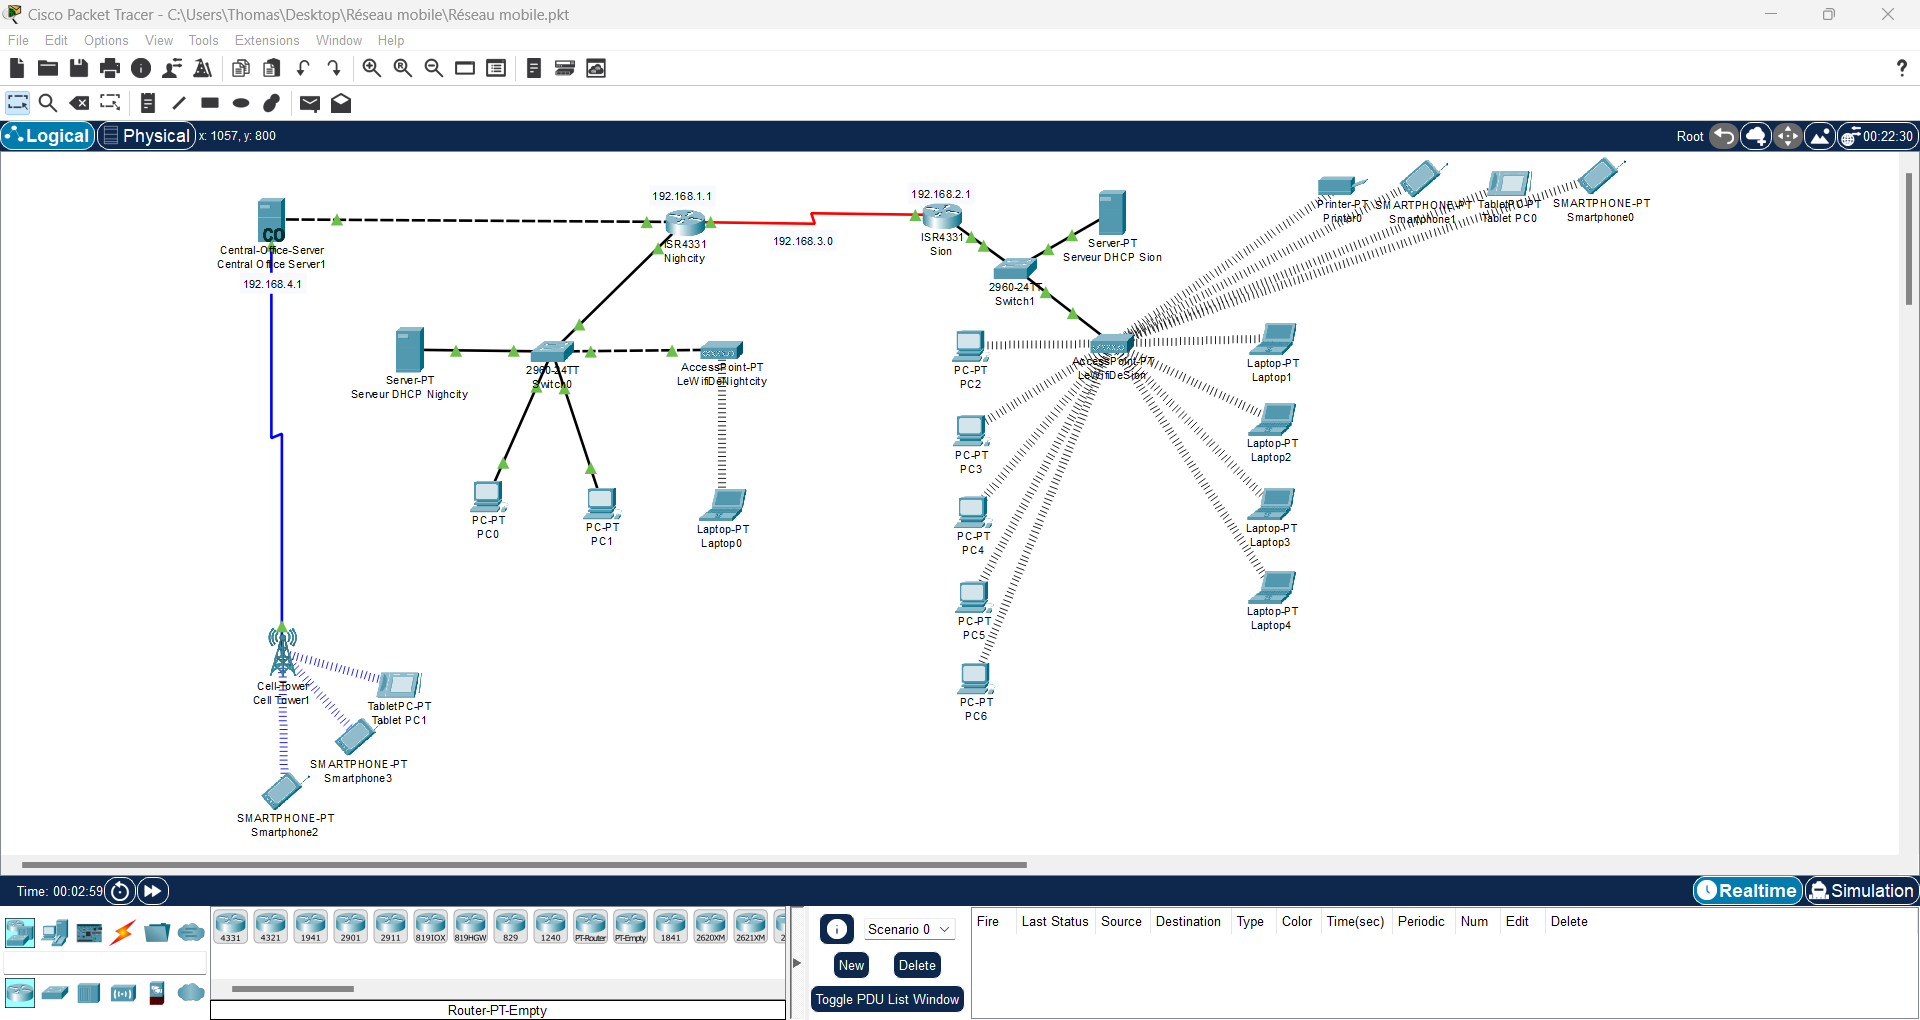 Cisco Packet Tracer - C:\Users\Thomas\Desktop\Réseau mobile\Réseau mobile.pkt
File Edit Options View Tools Extensions Window Help
Logical Physical x: 1057, y: 800 Root 00:22:30
192.168.1.1
192.168.2.1
192.168.3.0
192.168.4.1
CO
Central-Office-Server
Central Office Server1
ISR4331
Nighcity
ISR4331
Sion
Server-PT
Serveur DHCP Sion
2960-24TT
Switch1
Printer-PT
Printer0
SMARTPHONE-PT
Smartphone1
TabletPC-PT
Tablet PC0
SMARTPHONE-PT
Smartphone0
Server-PT
Serveur DHCP Nighcity
2960-24TT
Switch0
AccessPoint-PT
LeWifiDeNightcity
AccessPoint-PT
LeWifiDeSion
PC-PT
PC0
PC-PT
PC1
Laptop-PT
Laptop0
PC-PT
PC2
PC-PT
PC3
PC-PT
PC4
PC-PT
PC5
PC-PT
PC6
Laptop-PT
Laptop1
Laptop-PT
Laptop2
Laptop-PT
Laptop3
Laptop-PT
Laptop4
Cell-Tower
Cell Tower1
TabletPC-PT
Tablet PC1
SMARTPHONE-PT
Smartphone3
SMARTPHONE-PT
Smartphone2
Time: 00:02:59 Realtime Simulation
4331 4321 1941 2901 2911 819IOX 819HGW 829 1240 PT-Router PT-Empty 1841 2620XM 2621XM 2
Router-PT-Empty
Scenario 0
New Delete
Toggle PDU List Window
Fire Last Status Source Destination Type Color Time(sec) Periodic Num Edit Delete